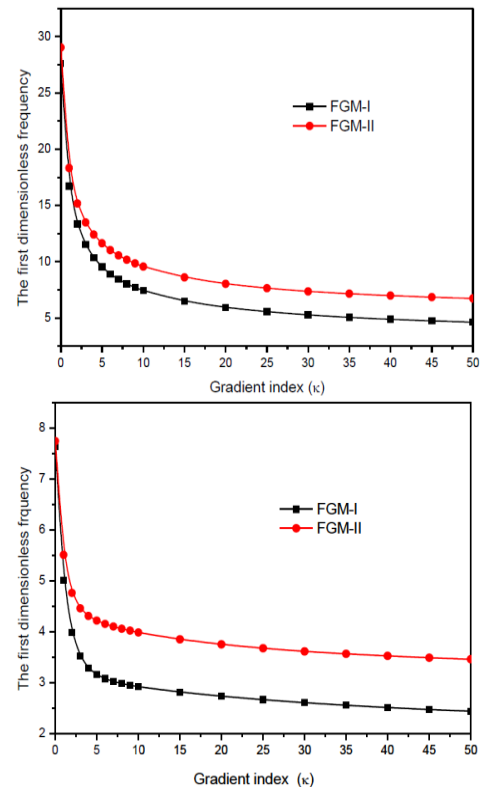 30
25
20
15
10
5
The first dimensionless frequency
FGM-I
FGM-II
0 5 10 15 20 25 30 35 40 45 50
Gradient index (κ)
8
7
6
5
4
3
2
The first dimensionless frquency
FGM-I
FGM-II
0 5 10 15 20 25 30 35 40 45 50
Gradient index (κ)